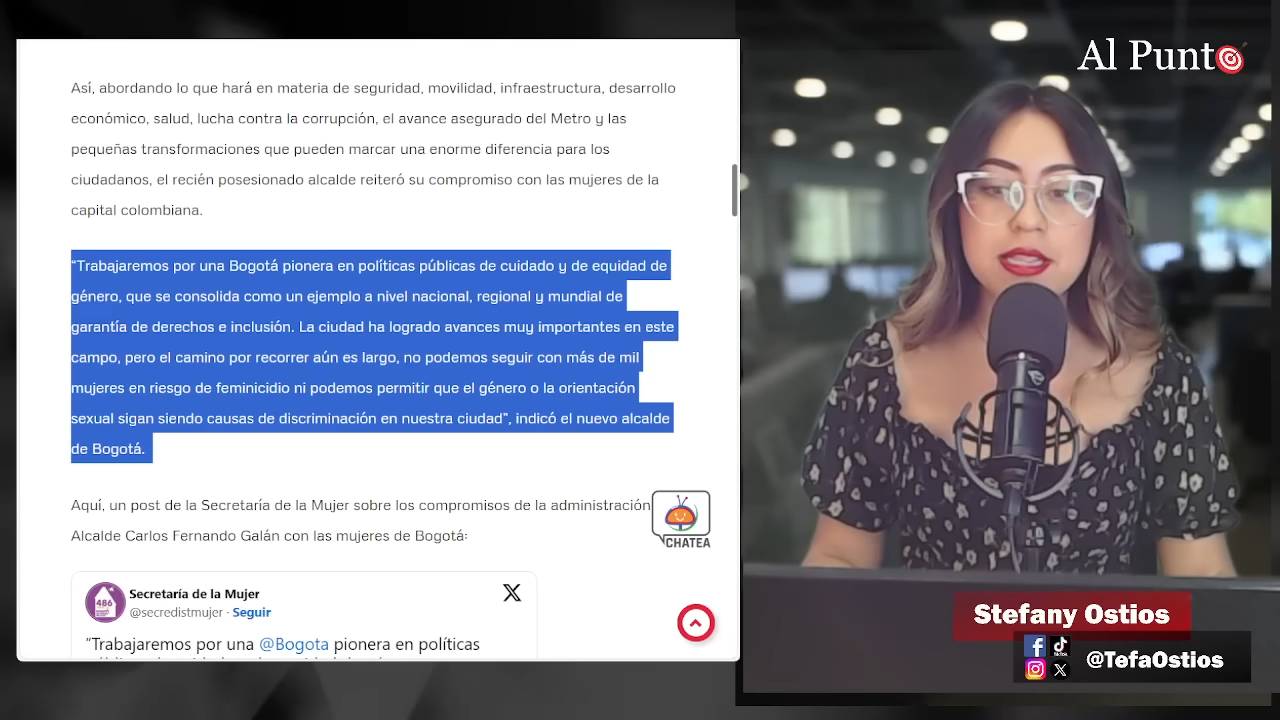 Así, abordando lo que hará en materia de seguridad, movilidad, infraestructura, desarrollo
económico, salud, lucha contra la corrupción, el avance asegurado del Metro y las
pequeñas transformaciones que pueden marcar una enorme diferencia para los
ciudadanos, el recién posesionado alcalde reiteró su compromiso con las mujeres de la
capital colombiana.
“Trabajaremos por una Bogotá pionera en políticas públicas de cuidado y de equidad de
género, que se consolida como un ejemplo a nivel nacional, regional y mundial de
garantía de derechos e inclusión. La ciudad ha logrado avances muy importantes en este
campo, pero el camino por recorrer aún es largo, no podemos seguir con más de mil
mujeres en riesgo de feminicidio ni podemos permitir que el género o la orientación
sexual sigan siendo causas de discriminación en nuestra ciudad”, indicó el nuevo alcalde
de Bogotá.
Aquí, un post de la Secretaría de la Mujer sobre los compromisos de la administración
Alcalde Carlos Fernando Galán con las mujeres de Bogotá:
CHATEA
486
Secretaría de la Mujer
@secredistmujer · Seguir
“Trabajaremos por una @Bogota pionera en políticas
Al Punto
Stefany Ostios
@TefaOstios